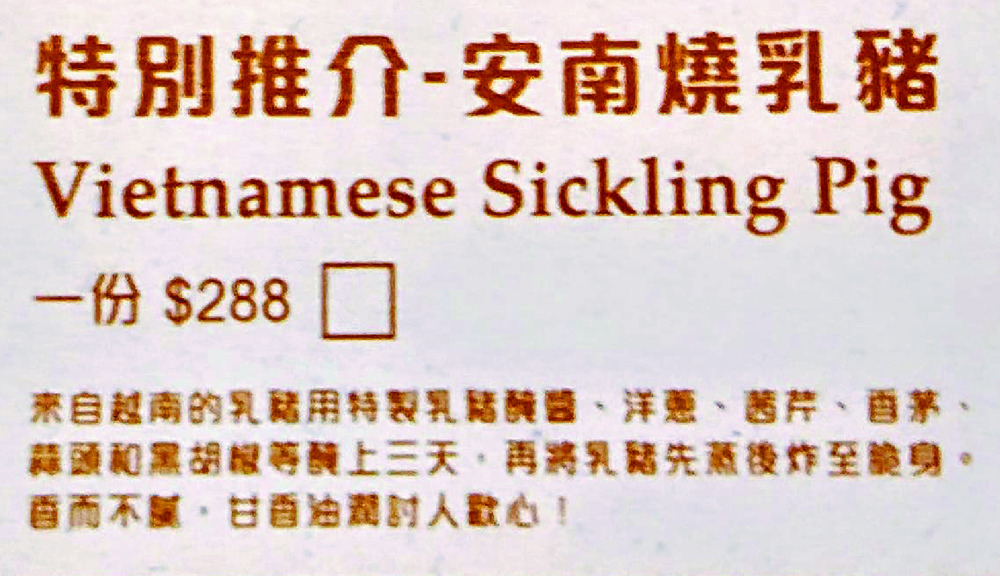 特別推介-安南燒乳豬
Vietnamese Sickling Pig
一份 $288
來自越南的乳豬用特製乳豬醃醬、洋蔥、茜芹、香茅、
蒜頭和黑胡椒等醃上三天，再將乳豬先蒸後炸至脆身。
香而不膩，甘香油潤討人歡心！